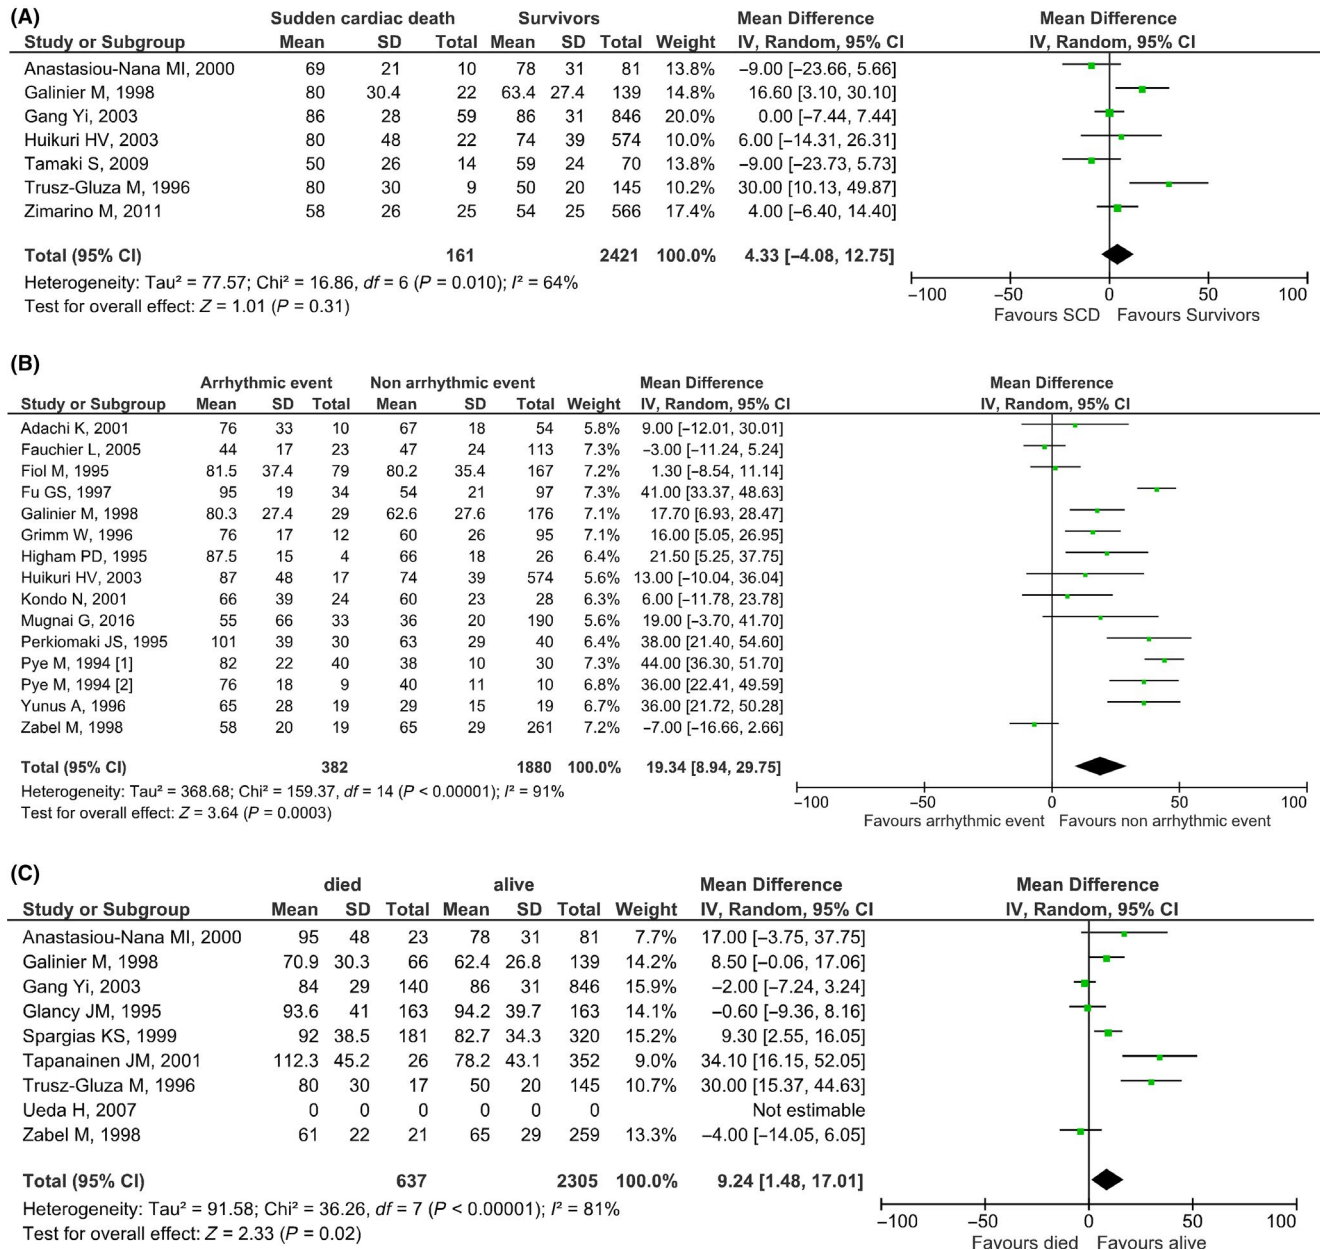 (A)
Sudden cardiac death Survivors Mean Difference Mean Difference
Study or Subgroup Mean SD Total Mean SD Total Weight IV, Random, 95% CI IV, Random, 95% CI
Anastasiou-Nana MI, 2000 69 21 10 78 31 81 13.8% −9.00 [−23.66, 5.66]
Galinier M, 1998 80 30.4 22 63.4 27.4 139 14.8% 16.60 [3.10, 30.10]
Gang Yi, 2003 86 28 59 86 31 846 20.0% 0.00 [−7.44, 7.44]
Huikuri HV, 2003 80 48 22 74 39 574 10.0% 6.00 [−14.31, 26.31]
Tamaki S, 2009 50 26 14 59 24 70 13.8% −9.00 [−23.73, 5.73]
Trusz-Gluza M, 1996 80 30 9 50 20 145 10.2% 30.00 [10.13, 49.87]
Zimarino M, 2011 58 26 25 54 25 566 17.4% 4.00 [−6.40, 14.40]
Total (95% CI) 161 2421 100.0% 4.33 [−4.08, 12.75]
Heterogeneity: Tau² = 77.57; Chi² = 16.86, df = 6 (P = 0.010); I² = 64%
Test for overall effect: Z = 1.01 (P = 0.31)
−100 −50 0 50 100
Favours SCD Favours Survivors
(B)
Arrhythmic event Non arrhythmic event Mean Difference Mean Difference
Study or Subgroup Mean SD Total Mean SD Total Weight IV, Random, 95% CI IV, Random, 95% CI
Adachi K, 2001 76 33 10 67 18 54 5.8% 9.00 [−12.01, 30.01]
Fauchier L, 2005 44 17 23 47 24 113 7.3% −3.00 [−11.24, 5.24]
Fiol M, 1995 81.5 37.4 79 80.2 35.4 167 7.2% 1.30 [−8.54, 11.14]
Fu GS, 1997 95 19 34 54 21 97 7.3% 41.00 [33.37, 48.63]
Galinier M, 1998 80.3 27.4 29 62.6 27.6 176 7.1% 17.70 [6.93, 28.47]
Grimm W, 1996 76 17 12 60 26 95 7.1% 16.00 [5.05, 26.95]
Higham PD, 1995 87.5 15 4 66 18 26 6.4% 21.50 [5.25, 37.75]
Huikuri HV, 2003 87 48 17 74 39 574 5.6% 13.00 [−10.04, 36.04]
Kondo N, 2001 66 39 24 60 23 28 6.3% 6.00 [−11.78, 23.78]
Mugnai G, 2016 55 66 33 36 20 190 5.6% 19.00 [−3.70, 41.70]
Perkiomaki JS, 1995 101 39 30 63 29 40 6.4% 38.00 [21.40, 54.60]
Pye M, 1994 [1] 82 22 40 38 10 30 7.3% 44.00 [36.30, 51.70]
Pye M, 1994 [2] 76 18 9 40 11 10 6.8% 36.00 [22.41, 49.59]
Yunus A, 1996 65 28 19 29 15 19 6.7% 36.00 [21.72, 50.28]
Zabel M, 1998 58 20 19 65 29 261 7.2% −7.00 [−16.66, 2.66]
Total (95% CI) 382 1880 100.0% 19.34 [8.94, 29.75]
Heterogeneity: Tau² = 368.68; Chi² = 159.37, df = 14 (P < 0.00001); I² = 91%
Test for overall effect: Z = 3.64 (P = 0.0003)
−100 −50 0 50 100
Favours arrhythmic event Favours non arrhythmic event
(C)
died alive Mean Difference Mean Difference
Study or Subgroup Mean SD Total Mean SD Total Weight IV, Random, 95% CI IV, Random, 95% CI
Anastasiou-Nana MI, 2000 95 48 23 78 31 81 7.7% 17.00 [−3.75, 37.75]
Galinier M, 1998 70.9 30.3 66 62.4 26.8 139 14.2% 8.50 [−0.06, 17.06]
Gang Yi, 2003 84 29 140 86 31 846 15.9% −2.00 [−7.24, 3.24]
Glancy JM, 1995 93.6 41 163 94.2 39.7 163 14.1% −0.60 [−9.36, 8.16]
Spargias KS, 1999 92 38.5 181 82.7 34.3 320 15.2% 9.30 [2.55, 16.05]
Tapanainen JM, 2001 112.3 45.2 26 78.2 43.1 352 9.0% 34.10 [16.15, 52.05]
Trusz-Gluza M, 1996 80 30 17 50 20 145 10.7% 30.00 [15.37, 44.63]
Ueda H, 2007 0 0 0 0 0 0 Not estimable
Zabel M, 1998 61 22 21 65 29 259 13.3% −4.00 [−14.05, 6.05]
Total (95% CI) 637 2305 100.0% 9.24 [1.48, 17.01]
Heterogeneity: Tau² = 91.58; Chi² = 36.26, df = 7 (P < 0.00001); I² = 81%
Test for overall effect: Z = 2.33 (P = 0.02)
−100 −50 0 50 100
Favours died Favours alive